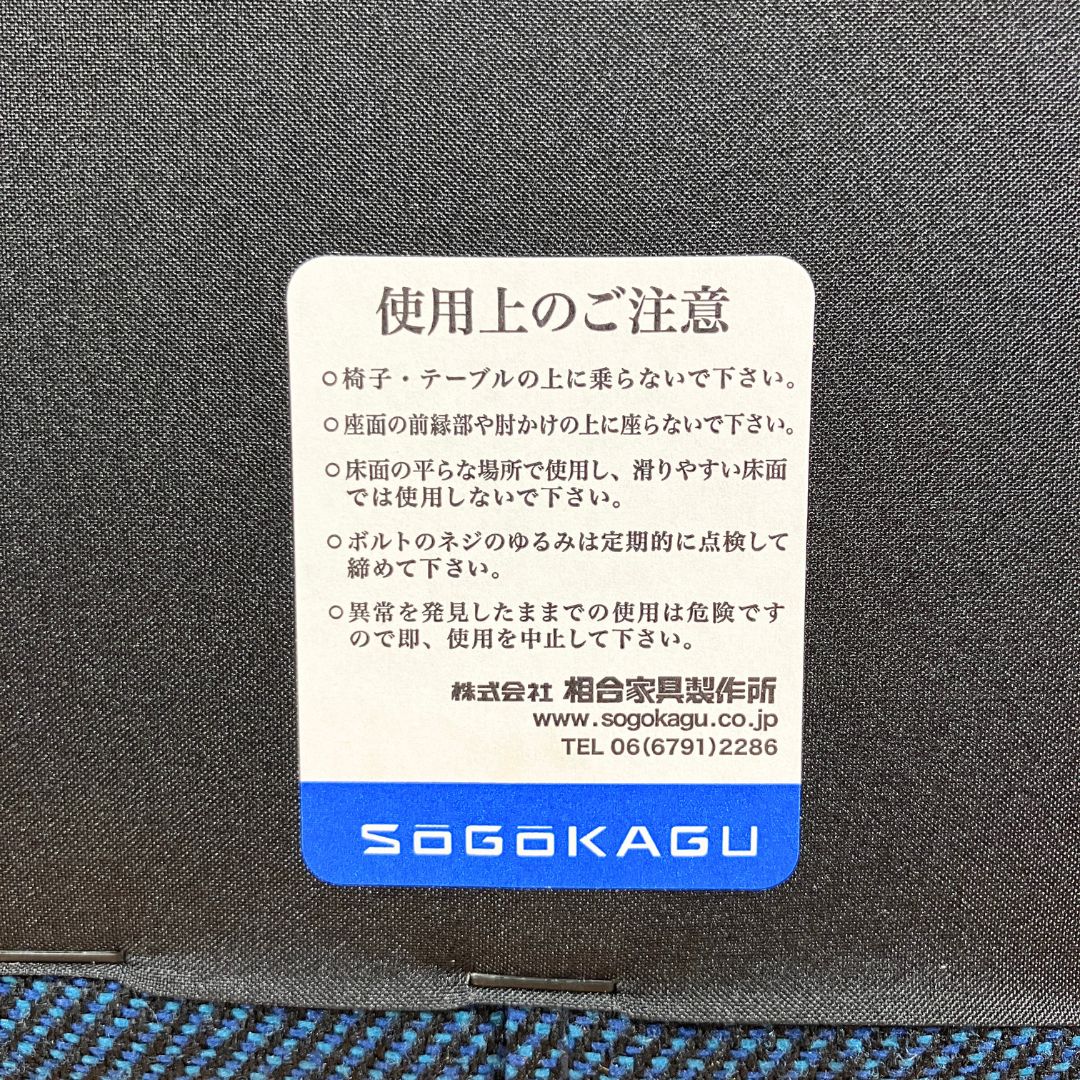 使用上のご注意
○椅子・テーブルの上に乗らないで下さい。
○座面の前縁部や肘かけの上に座らないで下さい。
○床面の平らな場所で使用し、滑りやすい床面
では使用しないで下さい。
○ボルトのネジのゆるみは定期的に点検して
締めて下さい。
○異常を発見したままでの使用は危険です
ので即、使用を中止して下さい。
株式会社 相合家具製作所
www.sogokagu.co.jp
TEL 06(6791)2286
SōGōKAGU